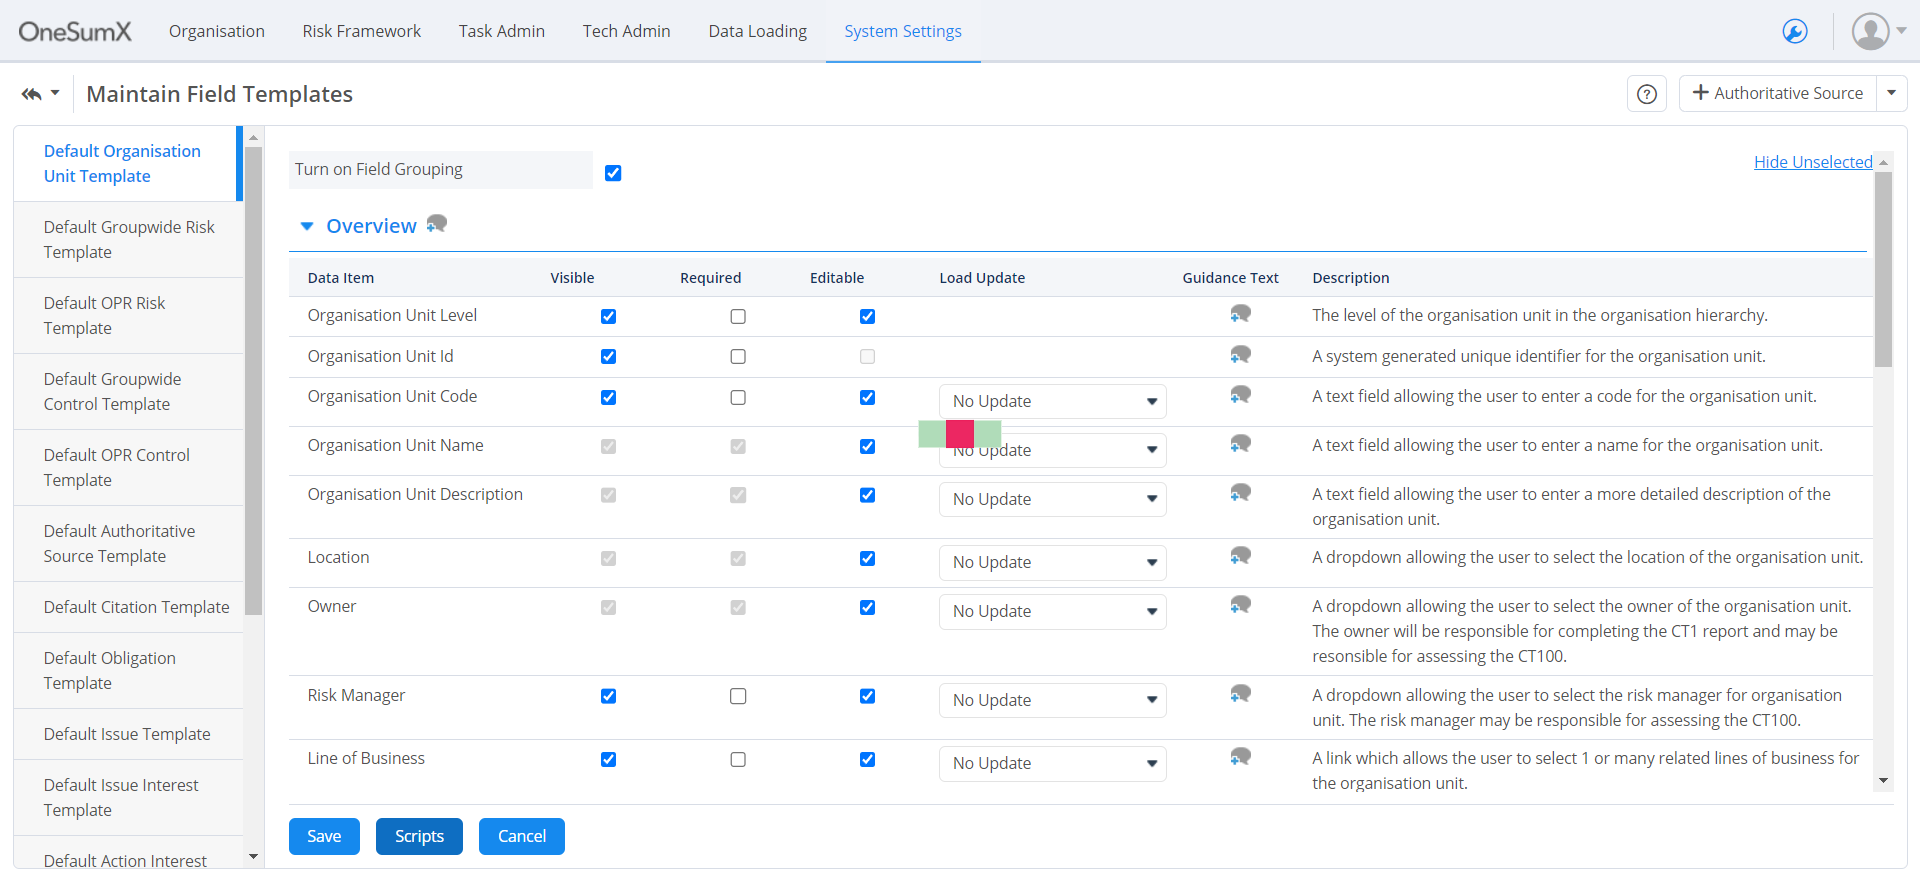 OneSumX Organisation Risk Framework Task Admin Tech Admin Data Loading System Settings
Maintain Field Templates
Authoritative Source
Default Organisation
Unit Template
Default Groupwide Risk
Template
Default OPR Risk
Template
Default Groupwide
Control Template
Default OPR Control
Template
Default Authoritative
Source Template
Default Citation Template
Default Obligation
Template
Default Issue Template
Default Issue Interest
Template
Default Action Interest
Turn on Field Grouping
Hide Unselected
Overview
Data Item Visible Required Editable Load Update Guidance Text Description
Organisation Unit Level The level of the organisation unit in the organisation hierarchy.
Organisation Unit Id A system generated unique identifier for the organisation unit.
Organisation Unit Code No Update A text field allowing the user to enter a code for the organisation unit.
Organisation Unit Name No Update A text field allowing the user to enter a name for the organisation unit.
Organisation Unit Description No Update A text field allowing the user to enter a more detailed description of the
organisation unit.
Location No Update A dropdown allowing the user to select the location of the organisation unit.
Owner No Update A dropdown allowing the user to select the owner of the organisation unit.
The owner will be responsible for completing the CT1 report and may be
resonsible for assessing the CT100.
Risk Manager No Update A dropdown allowing the user to select the risk manager for organisation
unit. The risk manager may be responsible for assessing the CT100.
Line of Business No Update A link which allows the user to select 1 or many related lines of business for
the organisation unit.
Save Scripts Cancel